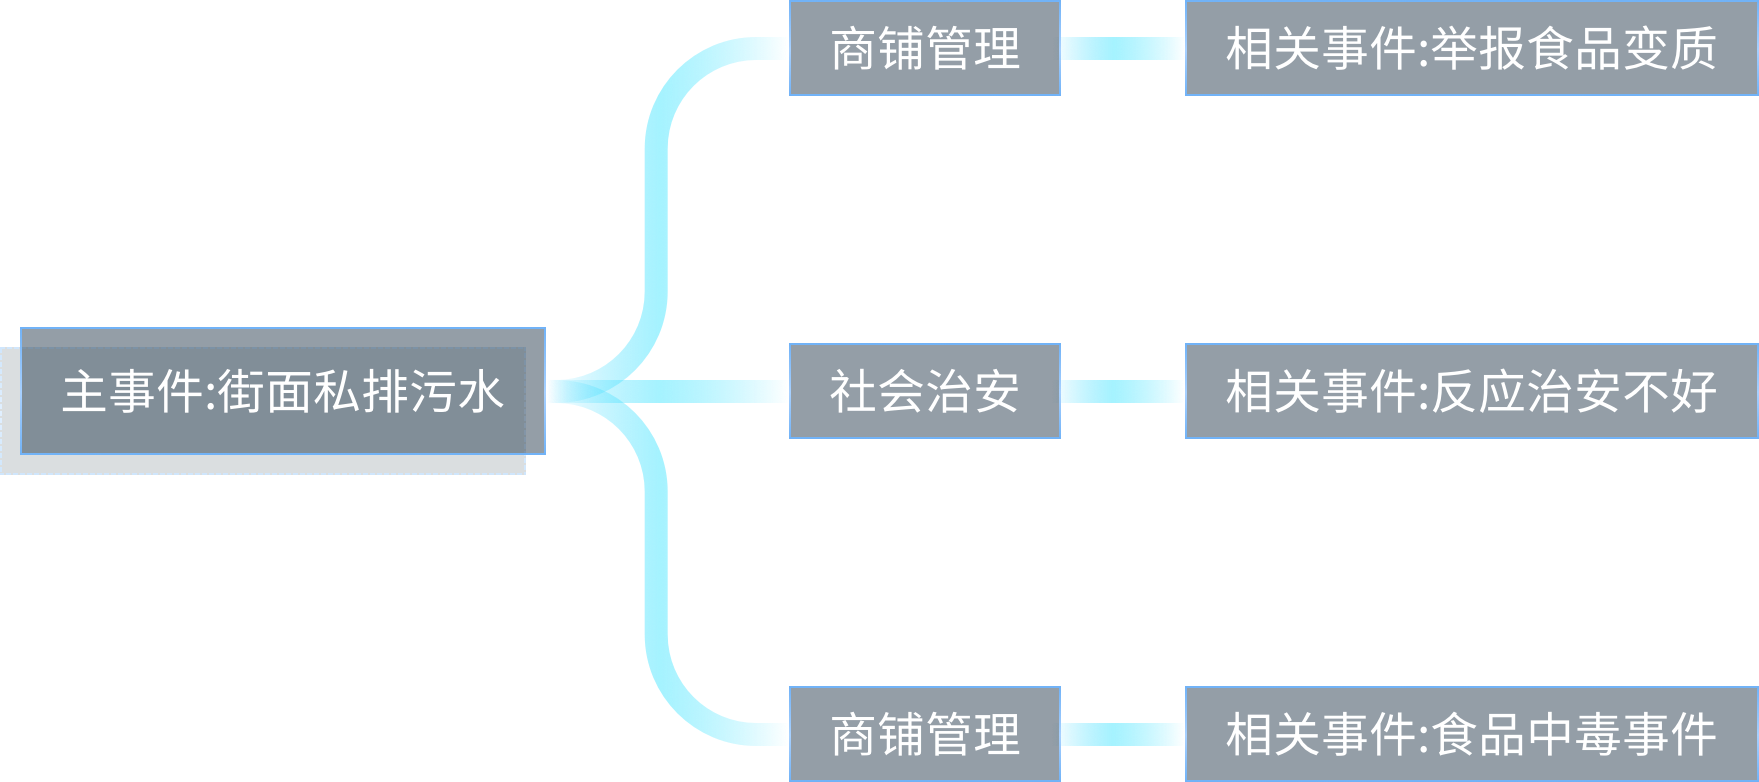 商铺管理
相关事件:举报食品变质
主事件:街面私排污水
社会治安
相关事件:反应治安不好
商铺管理
相关事件:食品中毒事件